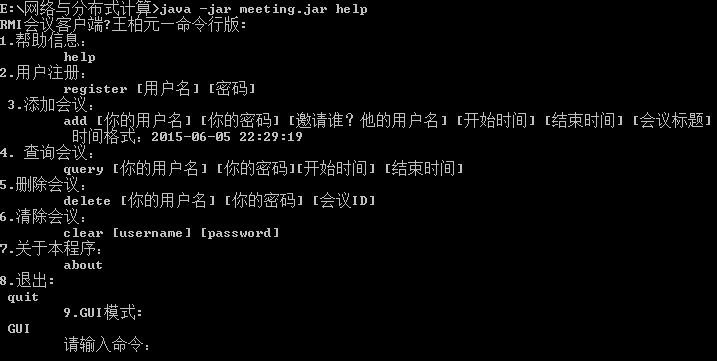 E:\网络与分布式计算>java -jar meeting.jar help
RMI会议客户端?王柏元一命令行版:
1.帮助信息:
help
2.用户注册:
register [用户名] [密码]
3.添加会议:
add [你的用户名] [你的密码] [邀请谁? 他的用户名] [开始时间] [结束时间] [会议标题]
时间格式: 2015-06-05 22:29:19
4. 查询会议:
query [你的用户名] [你的密码][开始时间] [结束时间]
5.删除会议:
delete [你的用户名] [你的密码] [会议ID]
6.清除会议:
clear [username] [password]
7.关于本程序:
about
8.退出:
quit
9.GUI模式:
GUI
请输入命令: